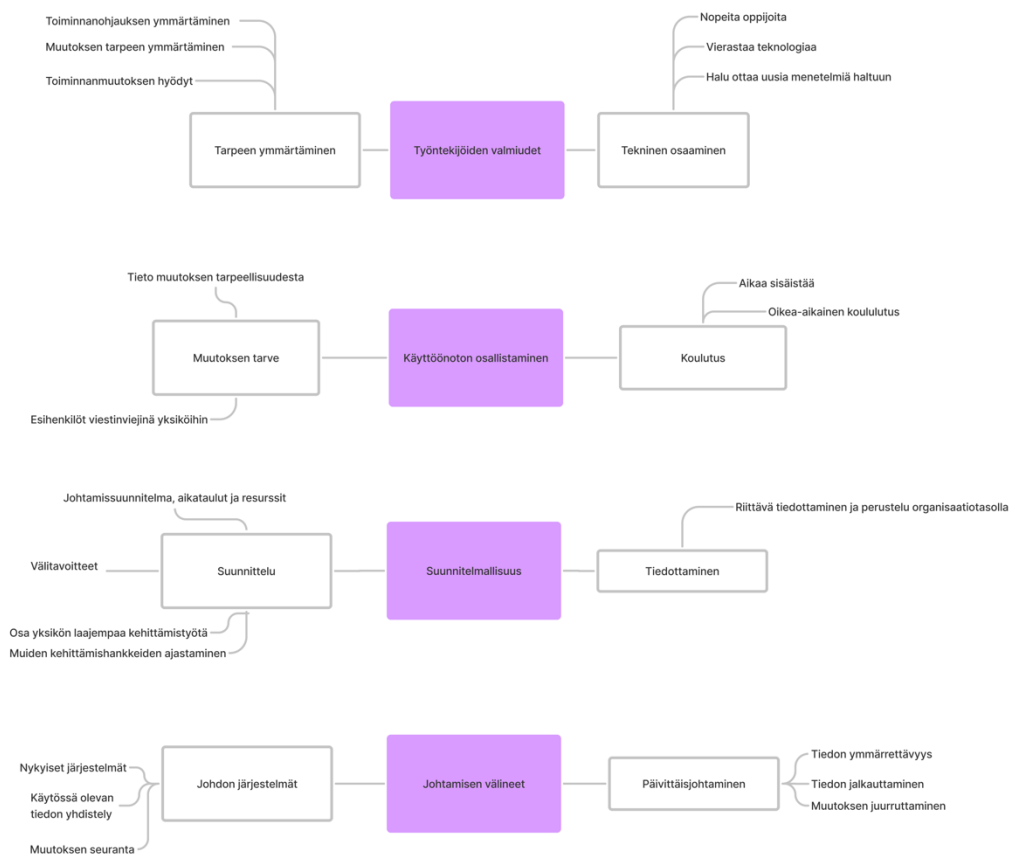 Toiminnanohjauksen ymmärtäminen
Muutoksen tarpeen ymmärtäminen
Toiminnanmuutoksen hyödyt
Nopeita oppijoita
Vierastaa teknologiaa
Halu ottaa uusia menetelmiä haltuun
Tarpeen ymmärtäminen
Työntekijöiden valmiudet
Tekninen osaaminen
Tieto muutoksen tarpeellisuudesta
Aikaa sisäistää
Oikea-aikainen koululutus
Muutoksen tarve
Käyttöönoton osallistaminen
Koulutus
Esihenkilöt viestinviejinä yksiköihin
Johtamissuunnitelma, aikataulut ja resurssit
Riittävä tiedottaminen ja perustelu organisaatiotasolla
Välitavoitteet
Suunnittelu
Suunnitelmallisuus
Tiedottaminen
Osa yksikön laajempaa kehittämistyötä
Muiden kehittämishankkeiden ajastaminen
Nykyiset järjestelmät
Käytössä olevan
tiedon yhdistely
Muutoksen seuranta
Johdon järjestelmät
Johtamisen välineet
Päivittäisjohtaminen
Tiedon ymmärrettävyys
Tiedon jalkauttaminen
Muutoksen juurruttaminen